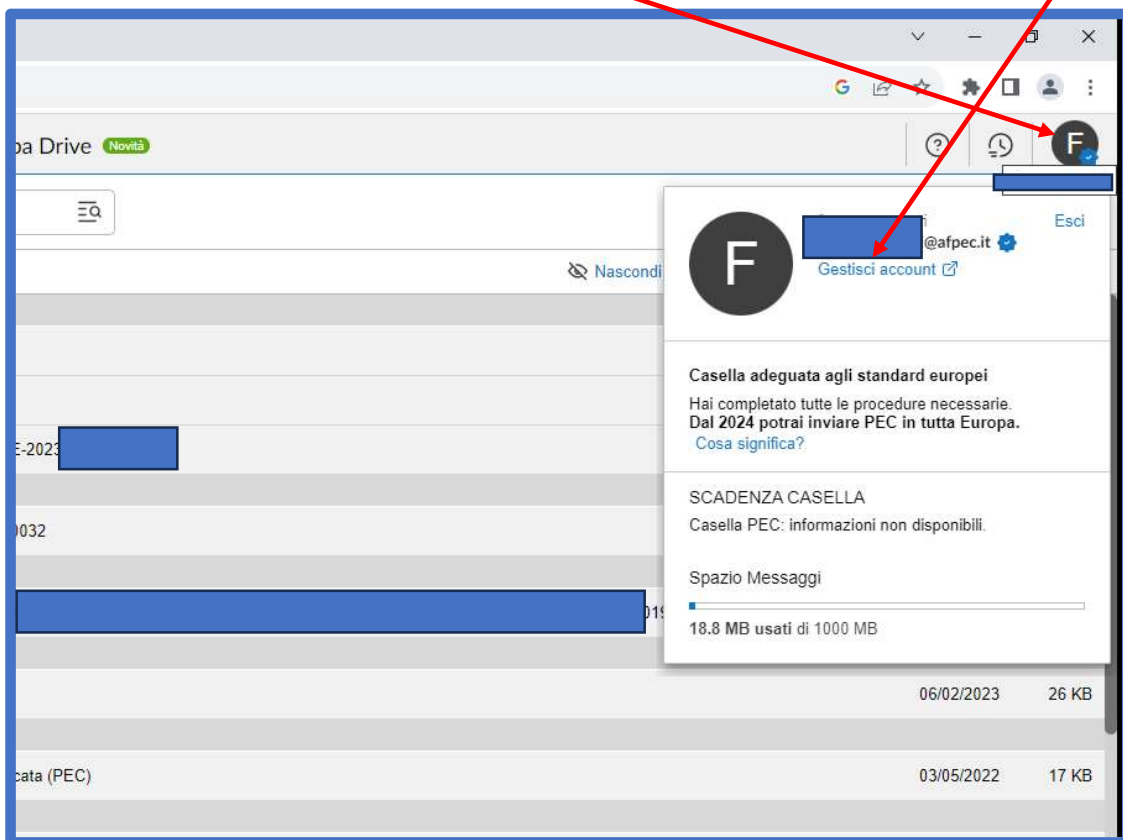 Drive Novità
F
Esci
@afpec.it
F
Gestisci account
Nascondi
Casella adeguata agli standard europei
Hai completato tutte le procedure necessarie.
Dal 2024 potrai inviare PEC in tutta Europa.
Cosa significa?
E-2023
SCADENZA CASELLA
0032
Casella PEC: informazioni non disponibili.
Spazio Messaggi
019
18.8 MB usati di 1000 MB
06/02/2023 26 KB
cata (PEC) 03/05/2022 17 KB